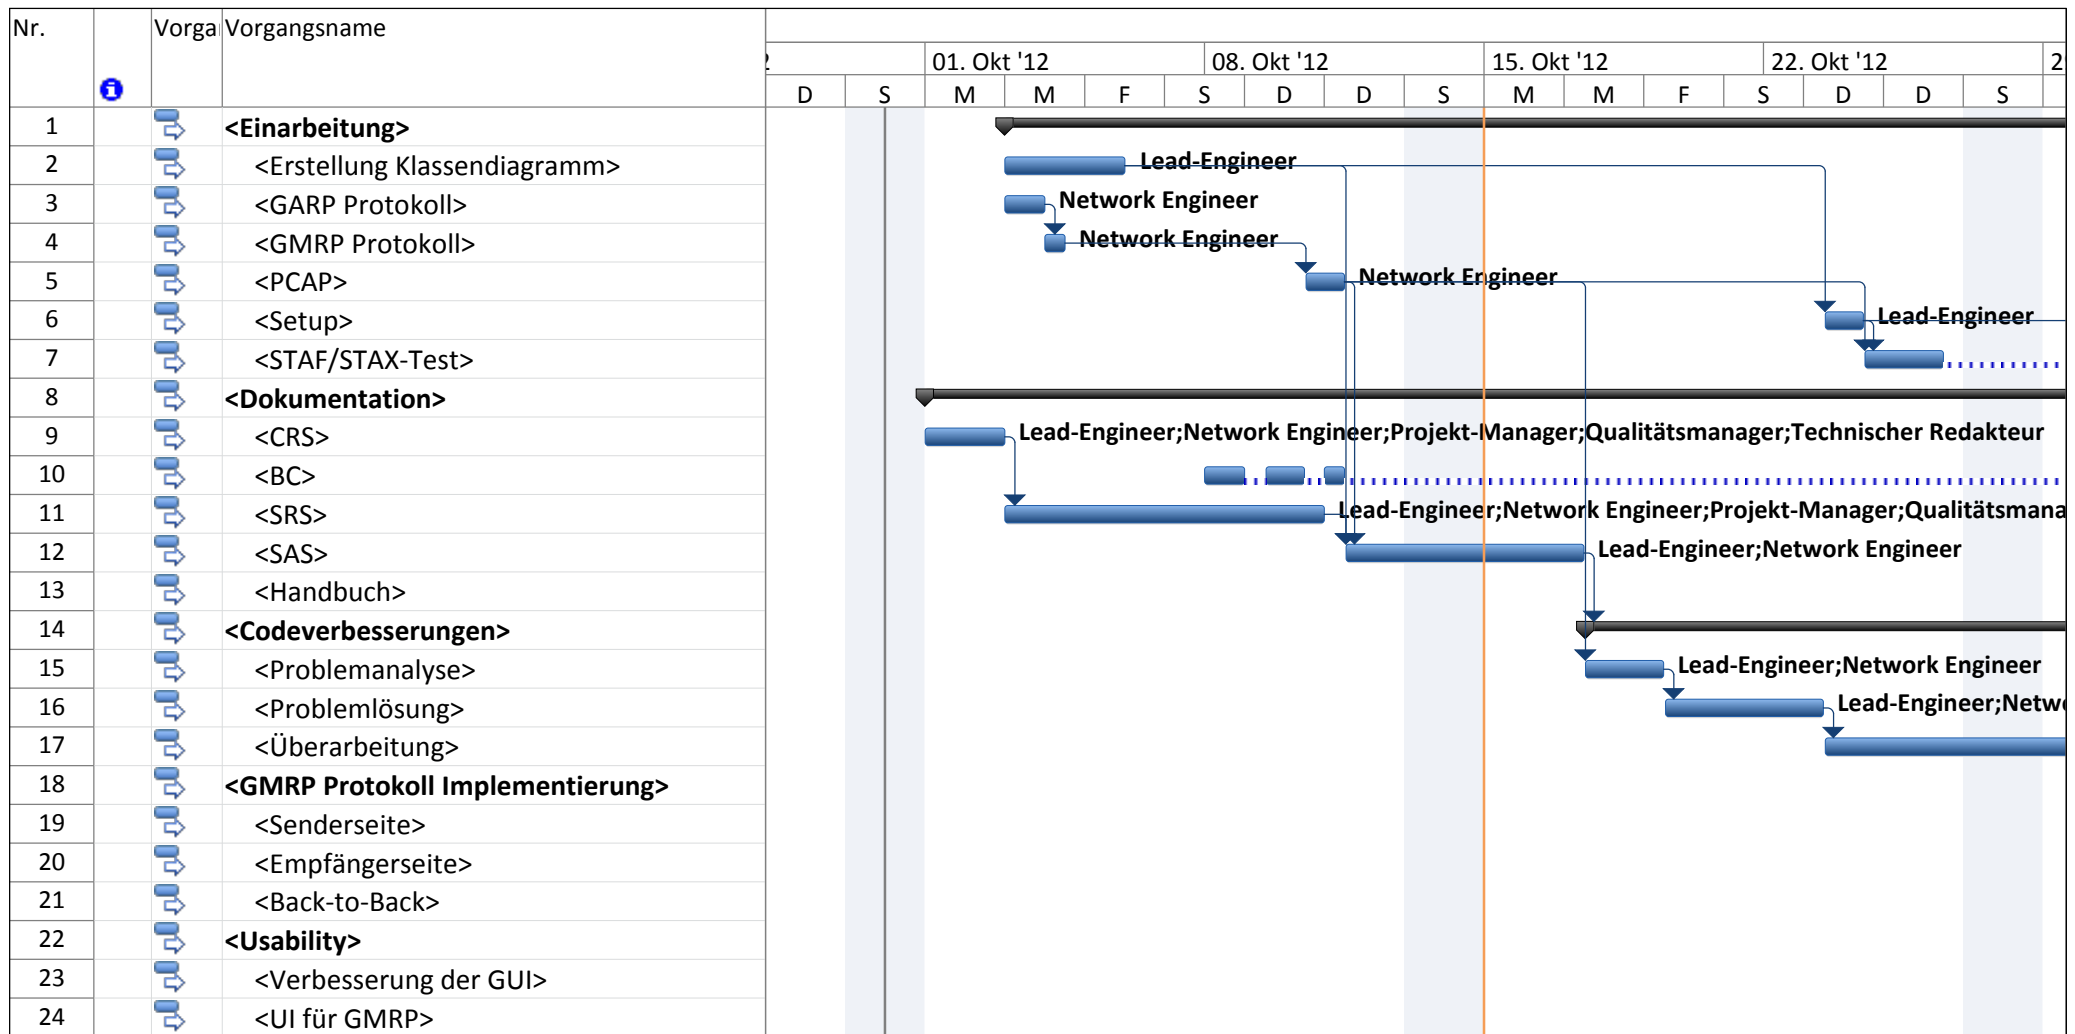 Nr. Vorga Vorgangsname
01. Okt '12 08. Okt '12 15. Okt '12 22. Okt '12 2
D S M M F S D D S M M F S D D S
1 <Einarbeitung>
2 <Erstellung Klassendiagramm> Lead-Engineer
3 <GARP Protokoll> Network Engineer
4 <GMRP Protokoll> Network Engineer
5 <PCAP> Network Engineer
6 <Setup> Lead-Engineer
7 <STAF/STAX-Test>
8 <Dokumentation>
9 <CRS> Lead-Engineer;Network Engineer;Projekt-Manager;Qualitätsmanager;Technischer Redakteur
10 <BC>
11 <SRS> Lead-Engineer;Network Engineer;Projekt-Manager;Qualitätsmana
12 <SAS> Lead-Engineer;Network Engineer
13 <Handbuch>
14 <Codeverbesserungen>
15 <Problemanalyse> Lead-Engineer;Network Engineer
16 <Problemlösung> Lead-Engineer;Netw
17 <Überarbeitung>
18 <GMRP Protokoll Implementierung>
19 <Senderseite>
20 <Empfängerseite>
21 <Back-to-Back>
22 <Usability>
23 <Verbesserung der GUI>
24 <UI für GMRP>